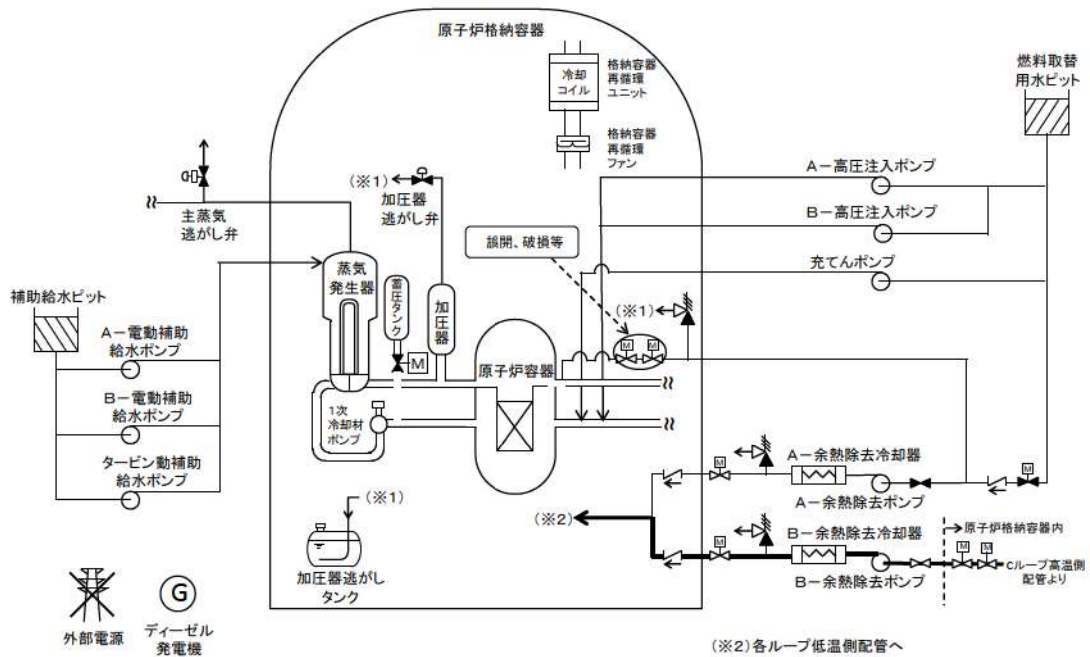 原子炉格納容器
冷却
コイル
格納容器
再循環
ユニット
格納容器
再循環
ファン
燃料取替
用水ピット
A-高圧注入ポンプ
B-高圧注入ポンプ
充てんポンプ
主蒸気
逃がし弁
(※1)
加圧器
逃がし弁
誤開、破損等
(※1)
M
M
蒸気
発生器
蓄圧タンク
M
加圧器
原子炉容器
1次
冷却材
ポンプ
補助給水ピット
A-電動補助
給水ポンプ
B-電動補助
給水ポンプ
タービン動補助
給水ポンプ
(※1)
加圧器逃がし
タンク
M
A-余熱除去冷却器
A-余熱除去ポンプ
M
(※2)
M
B-余熱除去冷却器
B-余熱除去ポンプ
原子炉格納容器内
M
M
Cループ高温側
配管より
外部電源
G
ディーゼル
発電機
(※2)各ループ低温側配管へ